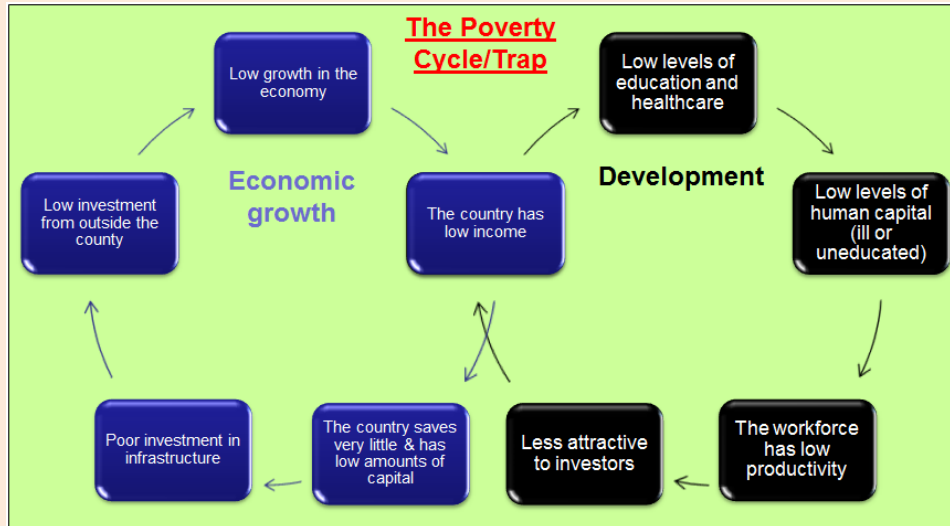 The Poverty
Cycle/Trap
Low growth in the
economy
Low levels of
education and
healthcare
Economic
growth
Development
Low investment
from outside the
county
The country has
low income
Low levels of
human capital
(ill or
uneducated)
Poor investment in
infrastructure
The country saves
very little & has
low amounts of
capital
Less attractive
to investors
The workforce
has low
productivity